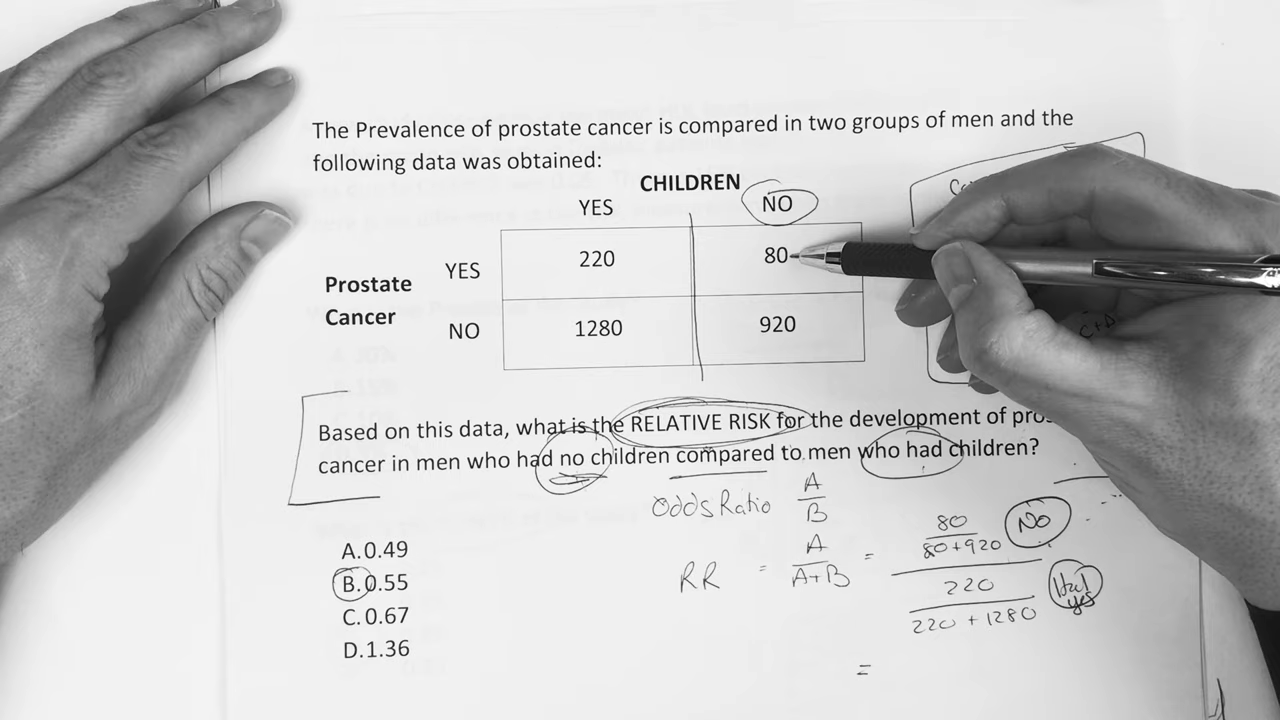 The Prevalence of prostate cancer is compared in two groups of men and the
following data was obtained:
CHILDREN
YES NO
Prostate Cancer YES 220 80
NO 1280 920
C+D
Based on this data, what is the RELATIVE RISK for the development of
cancer in men who had no children compared to men who had children?
Odds Ratio A/B
RR = A/A+B = 80/80+920 No
220/220+1280 Had yes
=
A.0.49
B.0.55
C.0.67
D.1.36